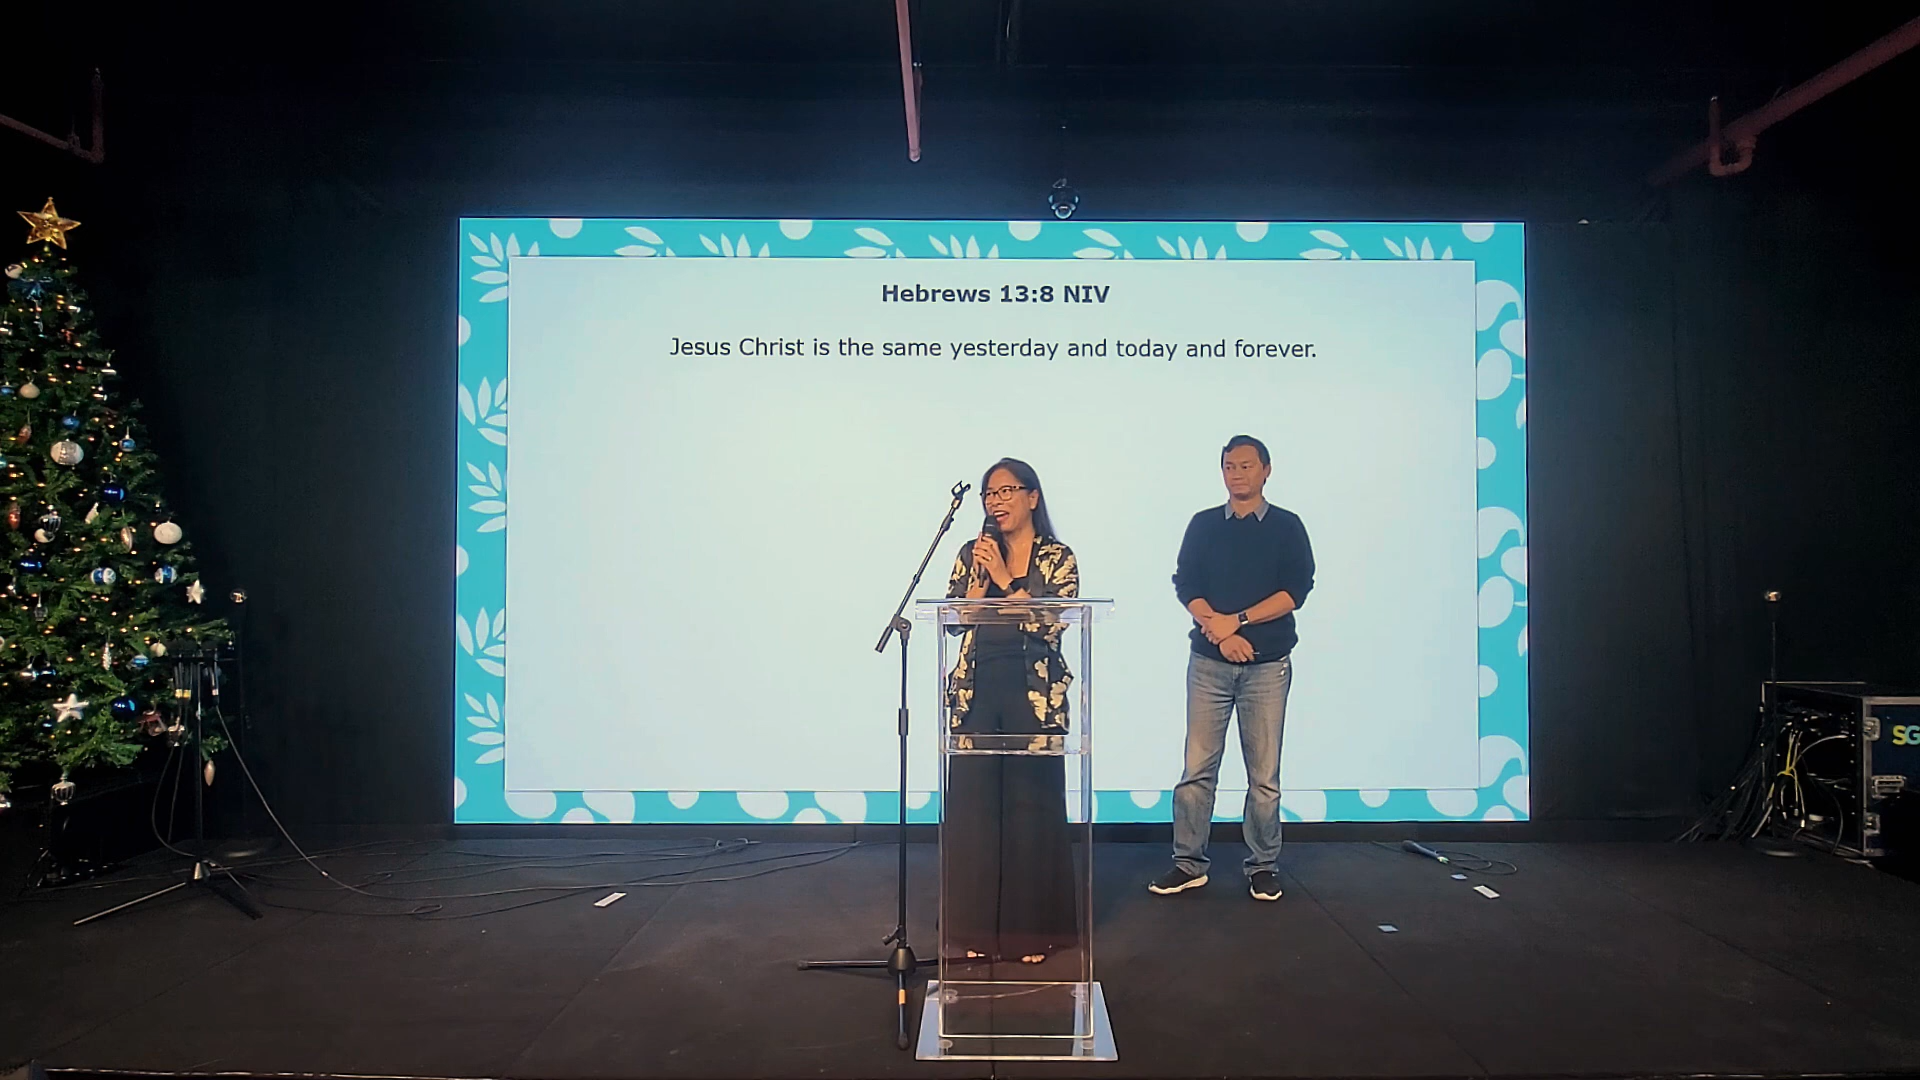 Hebrews 13:8 NIV
Jesus Christ is the same yesterday and today and forever.
SG